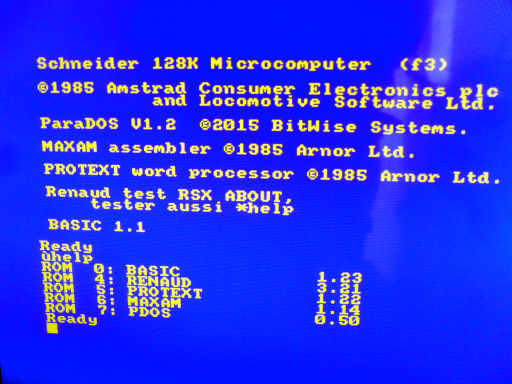 Schneider 128K Microcomputer (f3)
©1985 Amstrad Consumer Electronics plc
and Locomotive Software Ltd.
ParaDOS V1.2 ©2015 BitWise Systems.
MAXAM assembler ©1985 Arnor Ltd.
PROTEXT word processor ©1985 Arnor Ltd.
Renaud test RSX ABOUT,
tester aussi *help
BASIC 1.1
Ready
ùhelp
ROM 0: BASIC 1.23
ROM 4: RENAUD 3.21
ROM 5: PROTEXT 1.22
ROM 6: MAXAM 1.14
ROM 7: PDOS 0.50
Ready